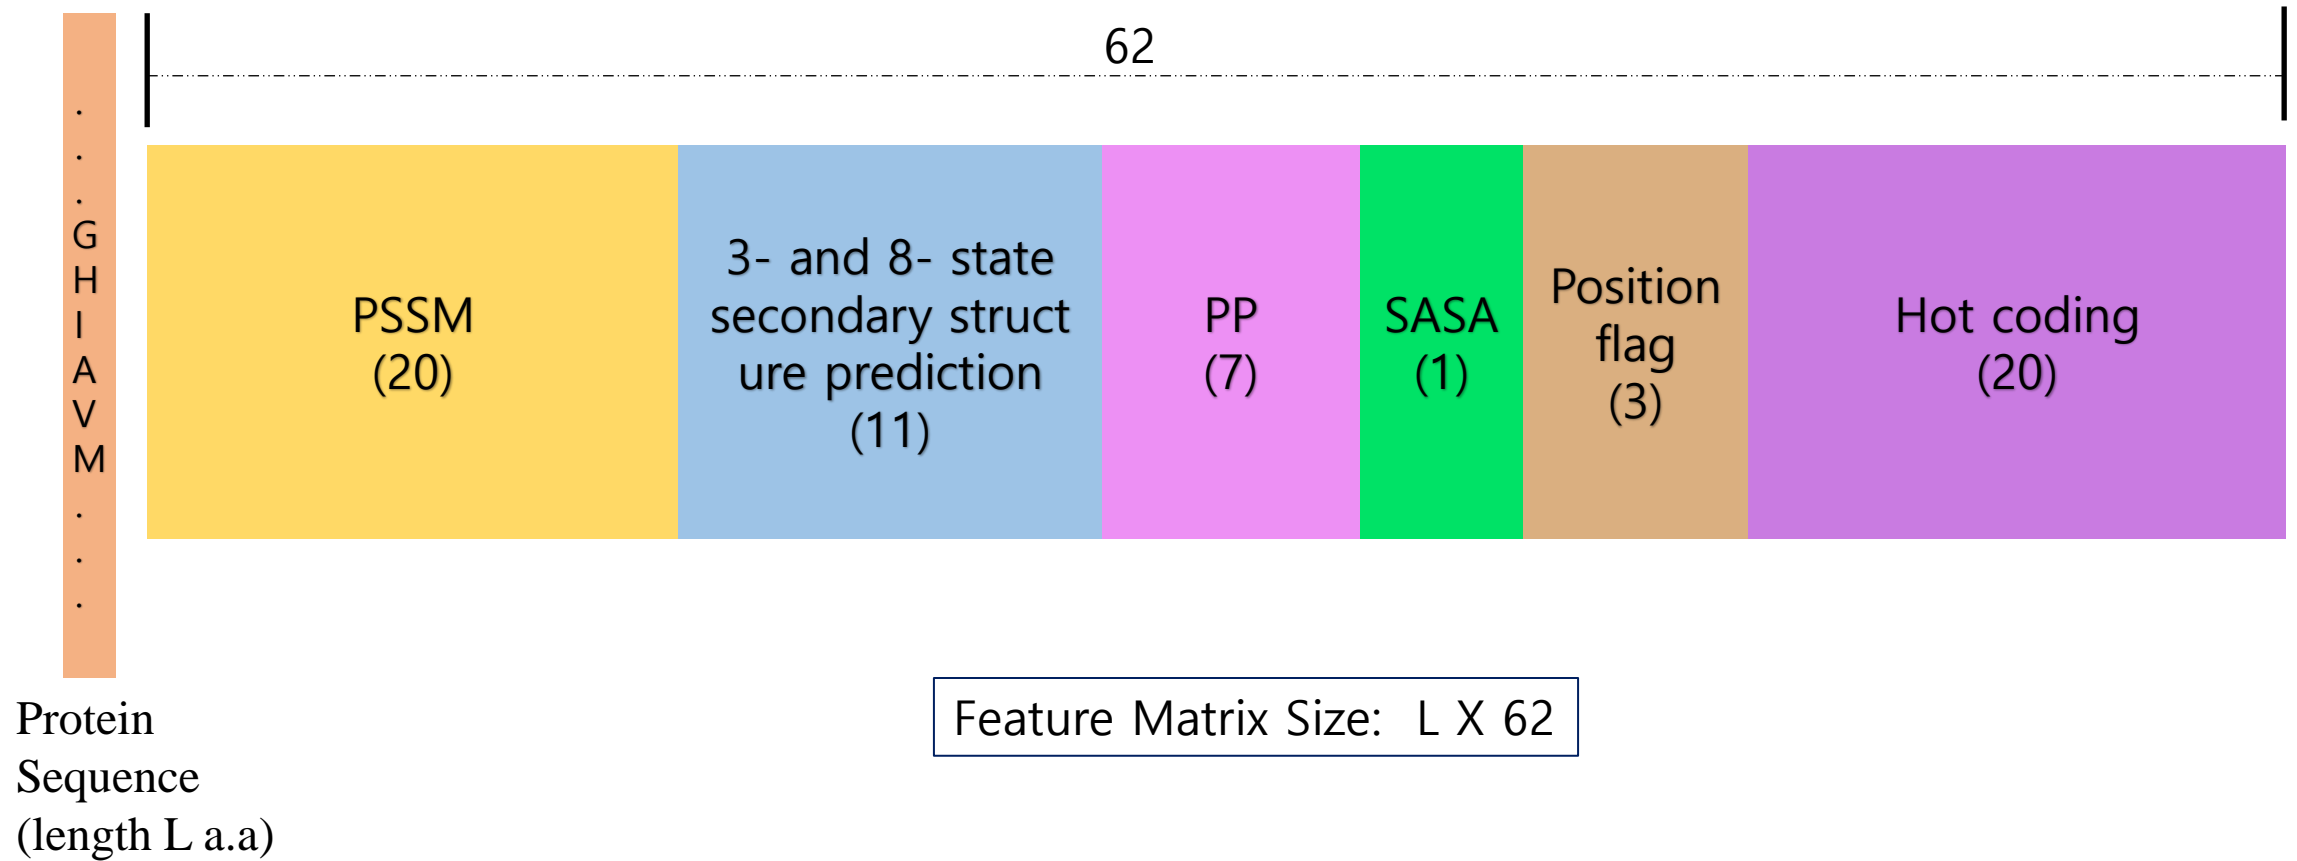 62
.
.
.
G
H
I
A
V
M
.
.
.
PSSM
(20)
3- and 8- state
secondary struct
ure prediction
(11)
PP
(7)
SASA
(1)
Position
flag
(3)
Hot coding
(20)
Protein
Sequence
(length L a.a)
Feature Matrix Size: L X 62